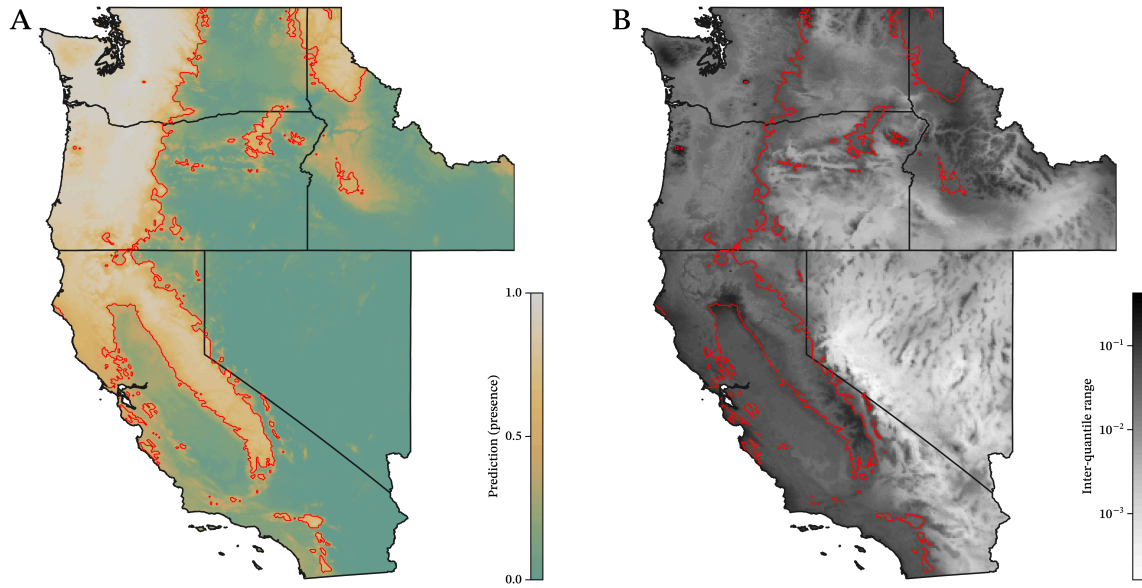 A
B
1.0
0.5
0.0
Prediction (presence)
10⁻¹
10⁻²
10⁻³
Inter-quantile range